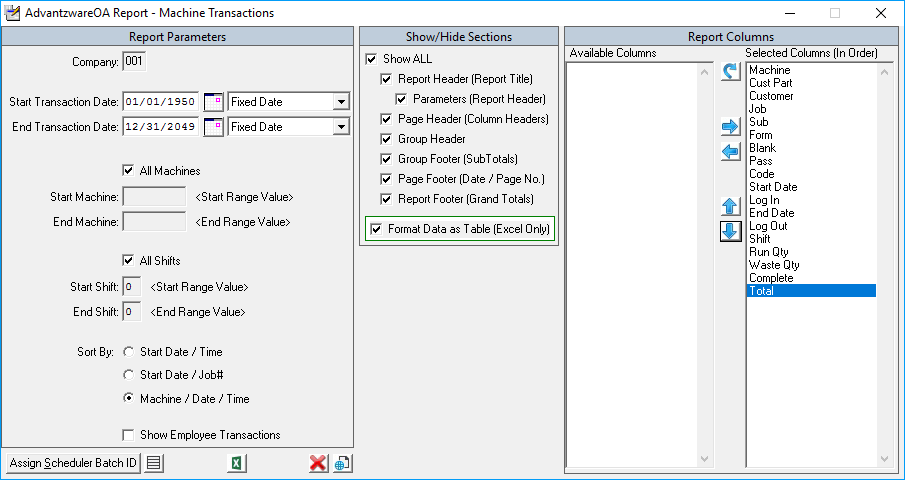 AdvantzwareOA Report - Machine Transactions
Report Parameters
Company: 001
Start Transaction Date: 01/01/1950 Fixed Date
End Transaction Date: 12/31/2049 Fixed Date
All Machines
Start Machine: <Start Range Value>
End Machine: <End Range Value>
All Shifts
Start Shift: 0 <Start Range Value>
End Shift: 0 <End Range Value>
Sort By: Start Date / Time
Start Date / Job#
Machine / Date / Time
Show Employee Transactions
Assign Scheduler Batch ID
Show/Hide Sections
Show ALL
Report Header (Report Title)
Parameters (Report Header)
Page Header (Column Headers)
Group Header
Group Footer (SubTotals)
Page Footer (Date / Page No.)
Report Footer (Grand Totals)
Format Data as Table (Excel Only)
Report Columns
Available Columns
Selected Columns (In Order)
Machine
Cust Part
Customer
Job
Sub
Form
Blank
Pass
Code
Start Date
Log In
End Date
Log Out
Shift
Run Qty
Waste Qty
Complete
Total